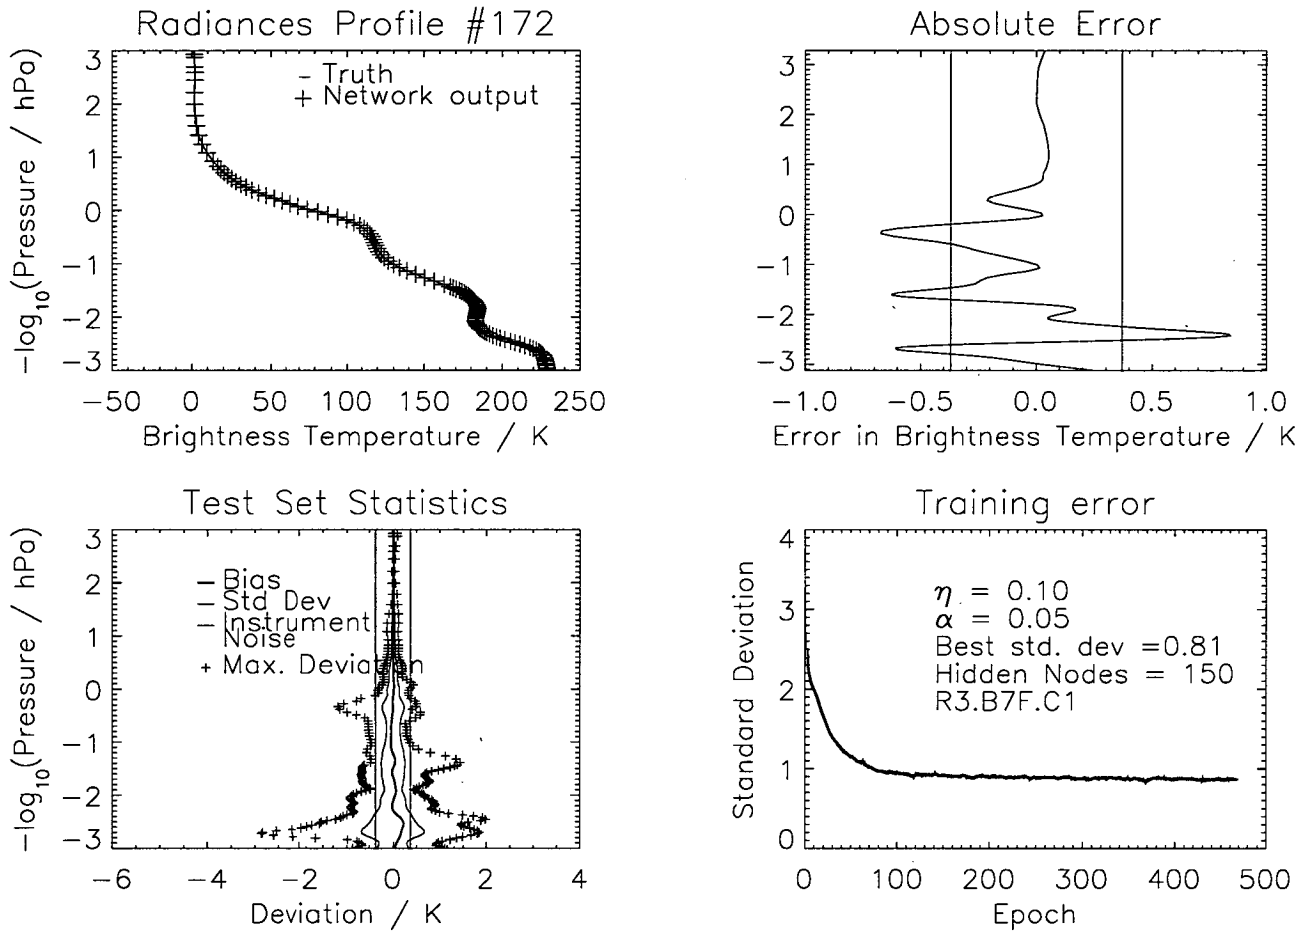 Radiances Profile #172
−log10(Pressure / hPa)
3
2
1
0
−1
−2
−3
– Truth
+ Network output
−50 0 50 100 150 200 250
Brightness Temperature / K
Absolute Error
3
2
1
0
−1
−2
−3
−1.0 −0.5 0.0 0.5 1.0
Error in Brightness Temperature / K
Test Set Statistics
−log10(Pressure / hPa)
3
2
1
0
−1
−2
−3
– Bias
– Std Dev
– Instrument
Noise
+ Max. Deviation
−6 −4 −2 0 2 4
Deviation / K
Training error
Standard Deviation
4
3
2
1
0
η = 0.10
α = 0.05
Best std. dev =0.81
Hidden Nodes = 150
R3.B7F.C1
0 100 200 300 400 500
Epoch